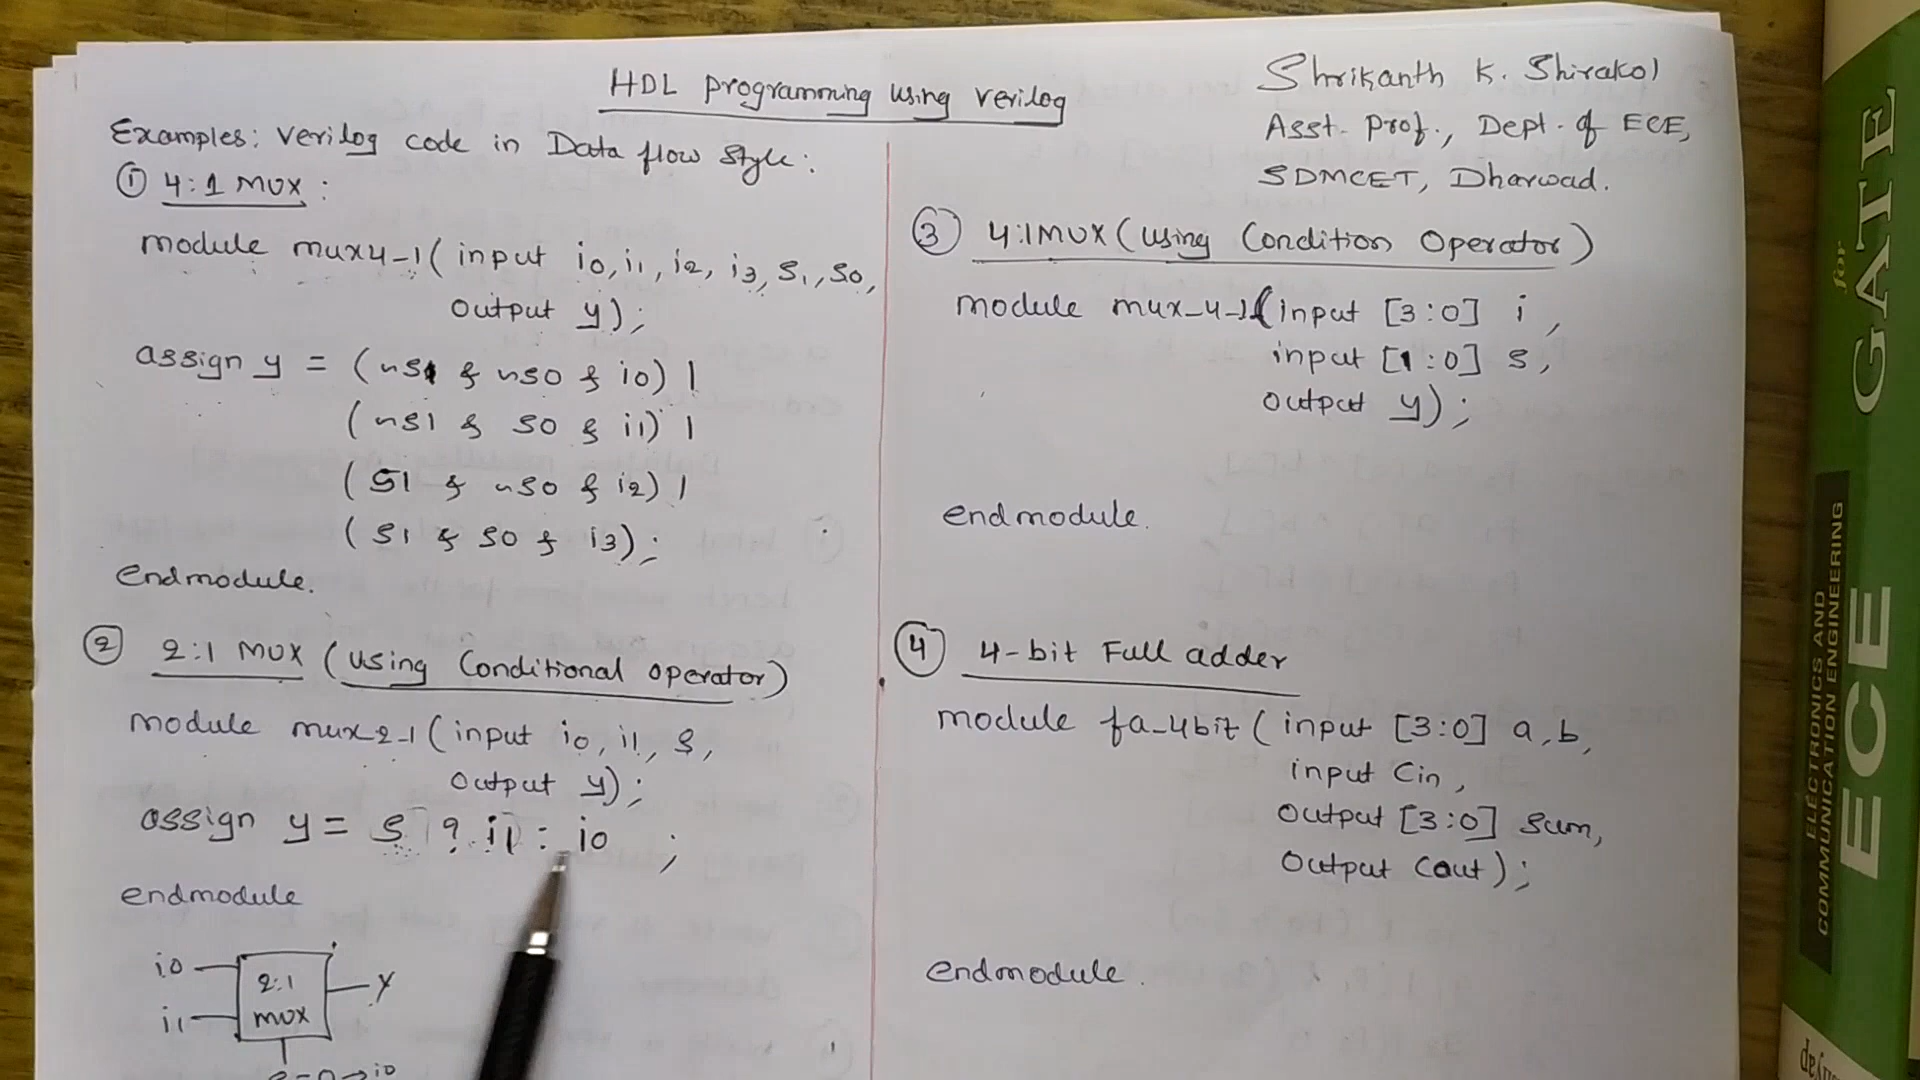 HDL programming using verilog
Shrikanth K. Shirakol
Asst. Prof., Dept. of ECE,
SDMCET, Dharwad.
Examples: Verilog code in Data flow Style:
① 4:1 MUX :
module mux4-1( input i0, i1, i2, i3, S1, S0,
output y);
assign y = ( ~S1 & ~S0 & i0) |
( ~S1 & S0 & i1) |
( S1 & ~S0 & i2) |
( S1 & S0 & i3);
endmodule.
② 2:1 MUX (using Conditional operator)
module mux2-1( input i0, i1, S,
output y);
assign y = S ? i1 : i0 ;
endmodule
i0
i1
2:1
MUX
Y
③ 4:1MUX (using Condition Operator)
module mux_4_1(input [3:0] i ,
input [1:0] S,
output y);
endmodule.
④ 4-bit Full adder
module fa_4bit( input [3:0] a, b,
input Cin,
output [3:0] Sum,
output Cout);
endmodule.
for
GATE
ELECTRONICS AND
COMMUNICATION ENGINEERING
ECE